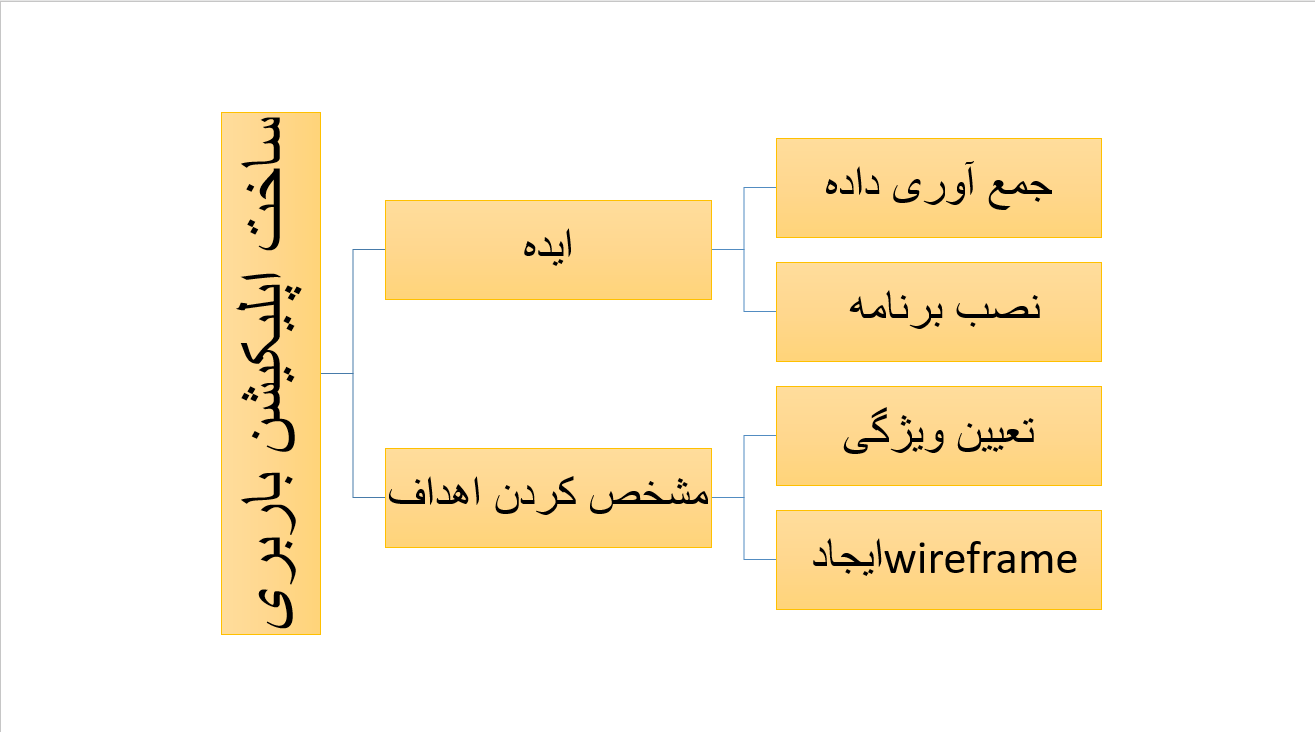 ساخت اپلیکیشن باربری
ایده
جمع آوری داده
نصب برنامه
مشخص کردن اهداف
تعیین ویژگی
ایجادwireframe